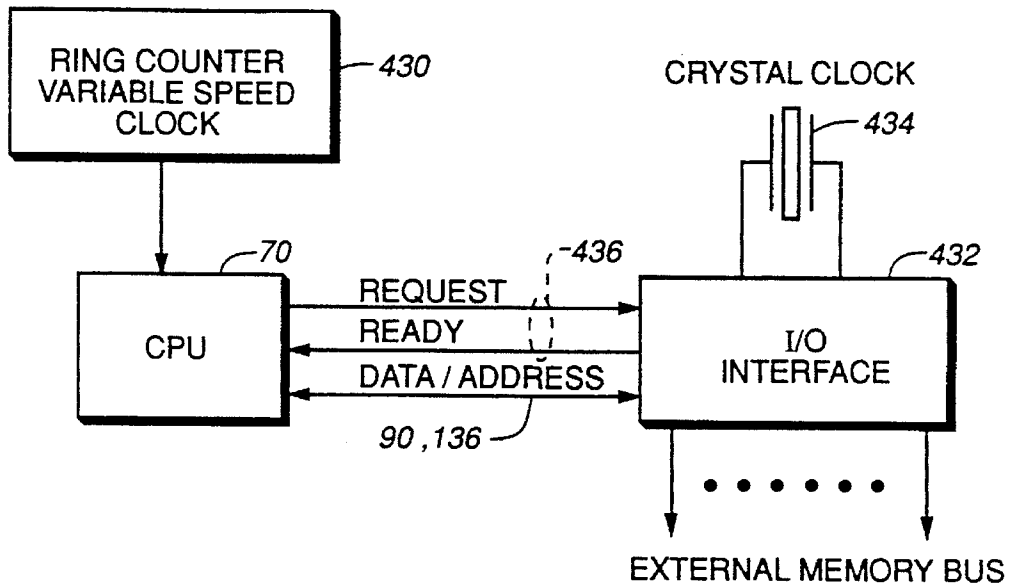 RING COUNTER
VARIABLE SPEED
CLOCK
430
CRYSTAL CLOCK
434
70
436
432
REQUEST
CPU
READY
I/O
INTERFACE
DATA / ADDRESS
90 ,136
EXTERNAL MEMORY BUS